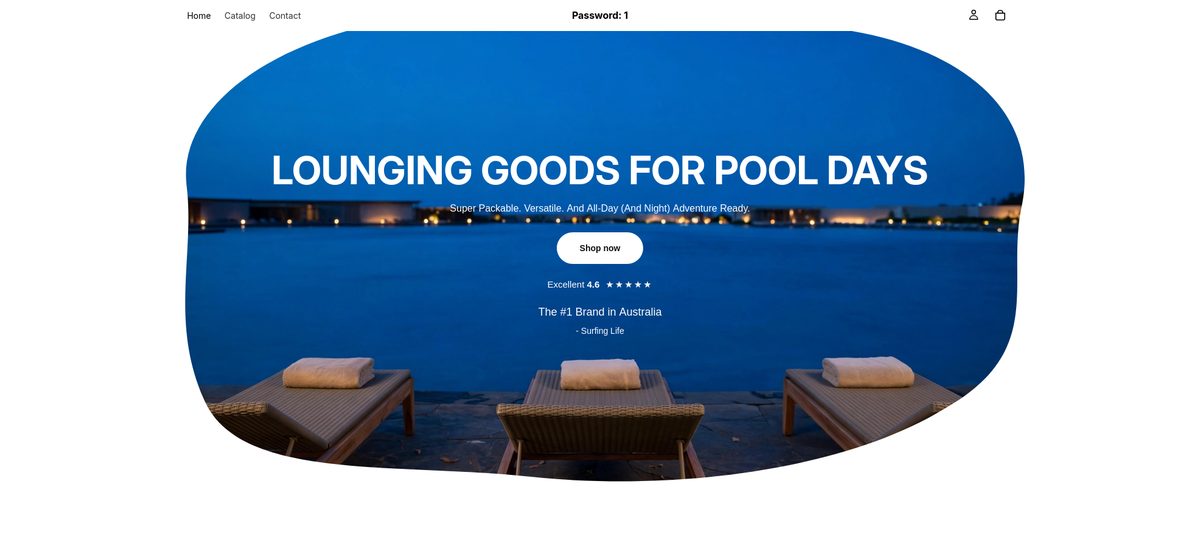 Home Catalog Contact Password: 1
LOUNGING GOODS FOR POOL DAYS
Super Packable. Versatile. And All-Day (And Night) Adventure Ready.
Shop now
Excellent 4.6 ★★★★★
The #1 Brand in Australia
- Surfing Life